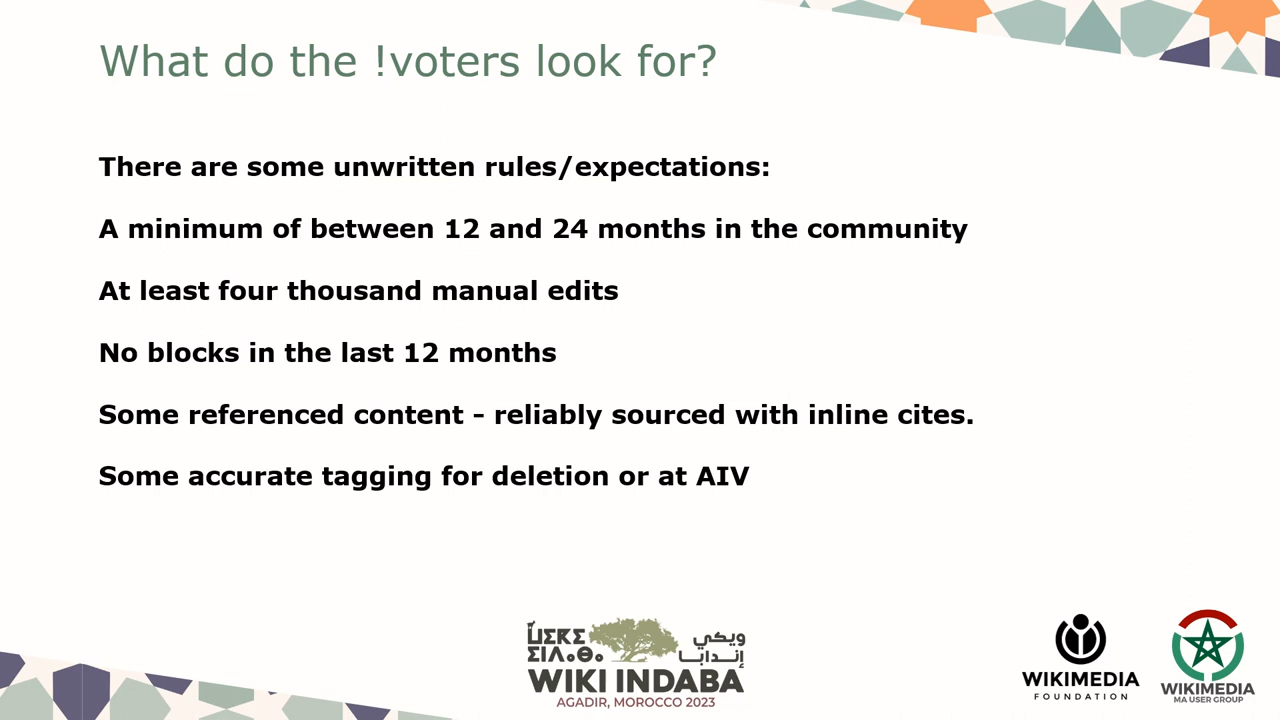 What do the !voters look for?
There are some unwritten rules/expectations:
A minimum of between 12 and 24 months in the community
At least four thousand manual edits
No blocks in the last 12 months
Some referenced content - reliably sourced with inline cites.
Some accurate tagging for deletion or at AIV
ⵡⵉⴽⵉ ويكي
ⵉⵏⴷⴰⴱⴰ إندابا
WIKI INDABA
AGADIR, MOROCCO 2023
WIKIMEDIA
FOUNDATION
WIKIMEDIA
MA USER GROUP